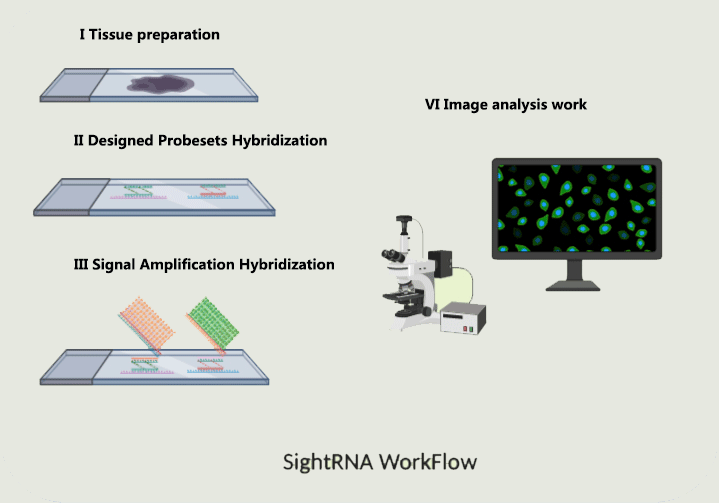 I Tissue preparation
II Designed Probesets Hybridization
III Signal Amplification Hybridization
VI Image analysis work
SightRNA WorkFlow